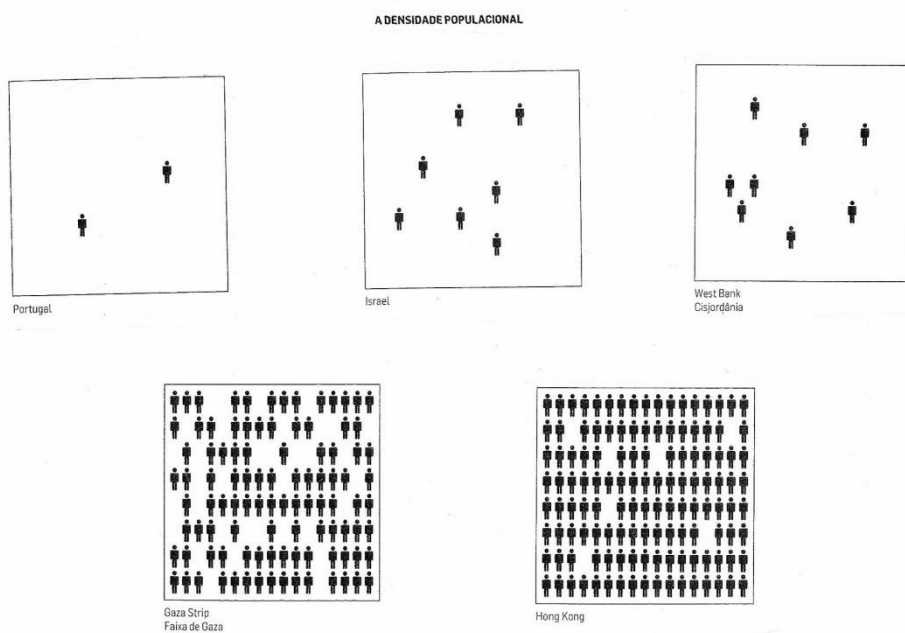 A DENSIDADE POPULACIONAL
Portugal
Israel
West Bank
Cisjordânia
Gaza Strip
Faixa de Gaza
Hong Kong